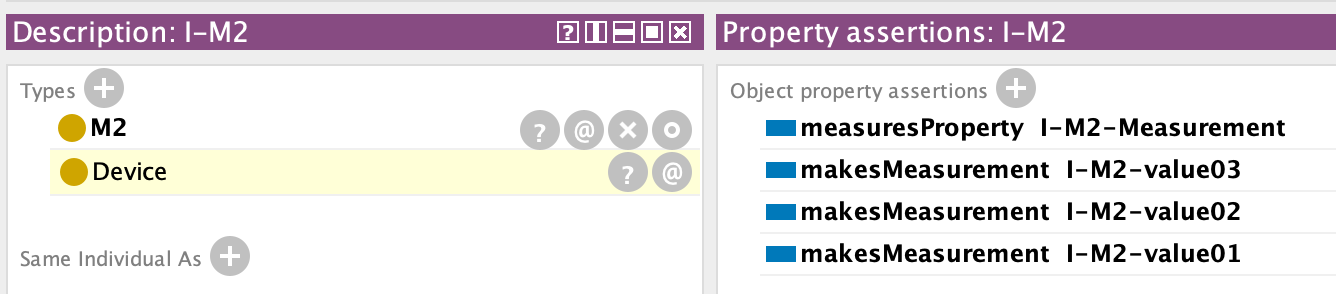 Description: I-M2
Types
M2
Device
Same Individual As
Property assertions: I-M2
Object property assertions
measuresProperty I-M2-Measurement
makesMeasurement I-M2-value03
makesMeasurement I-M2-value02
makesMeasurement I-M2-value01